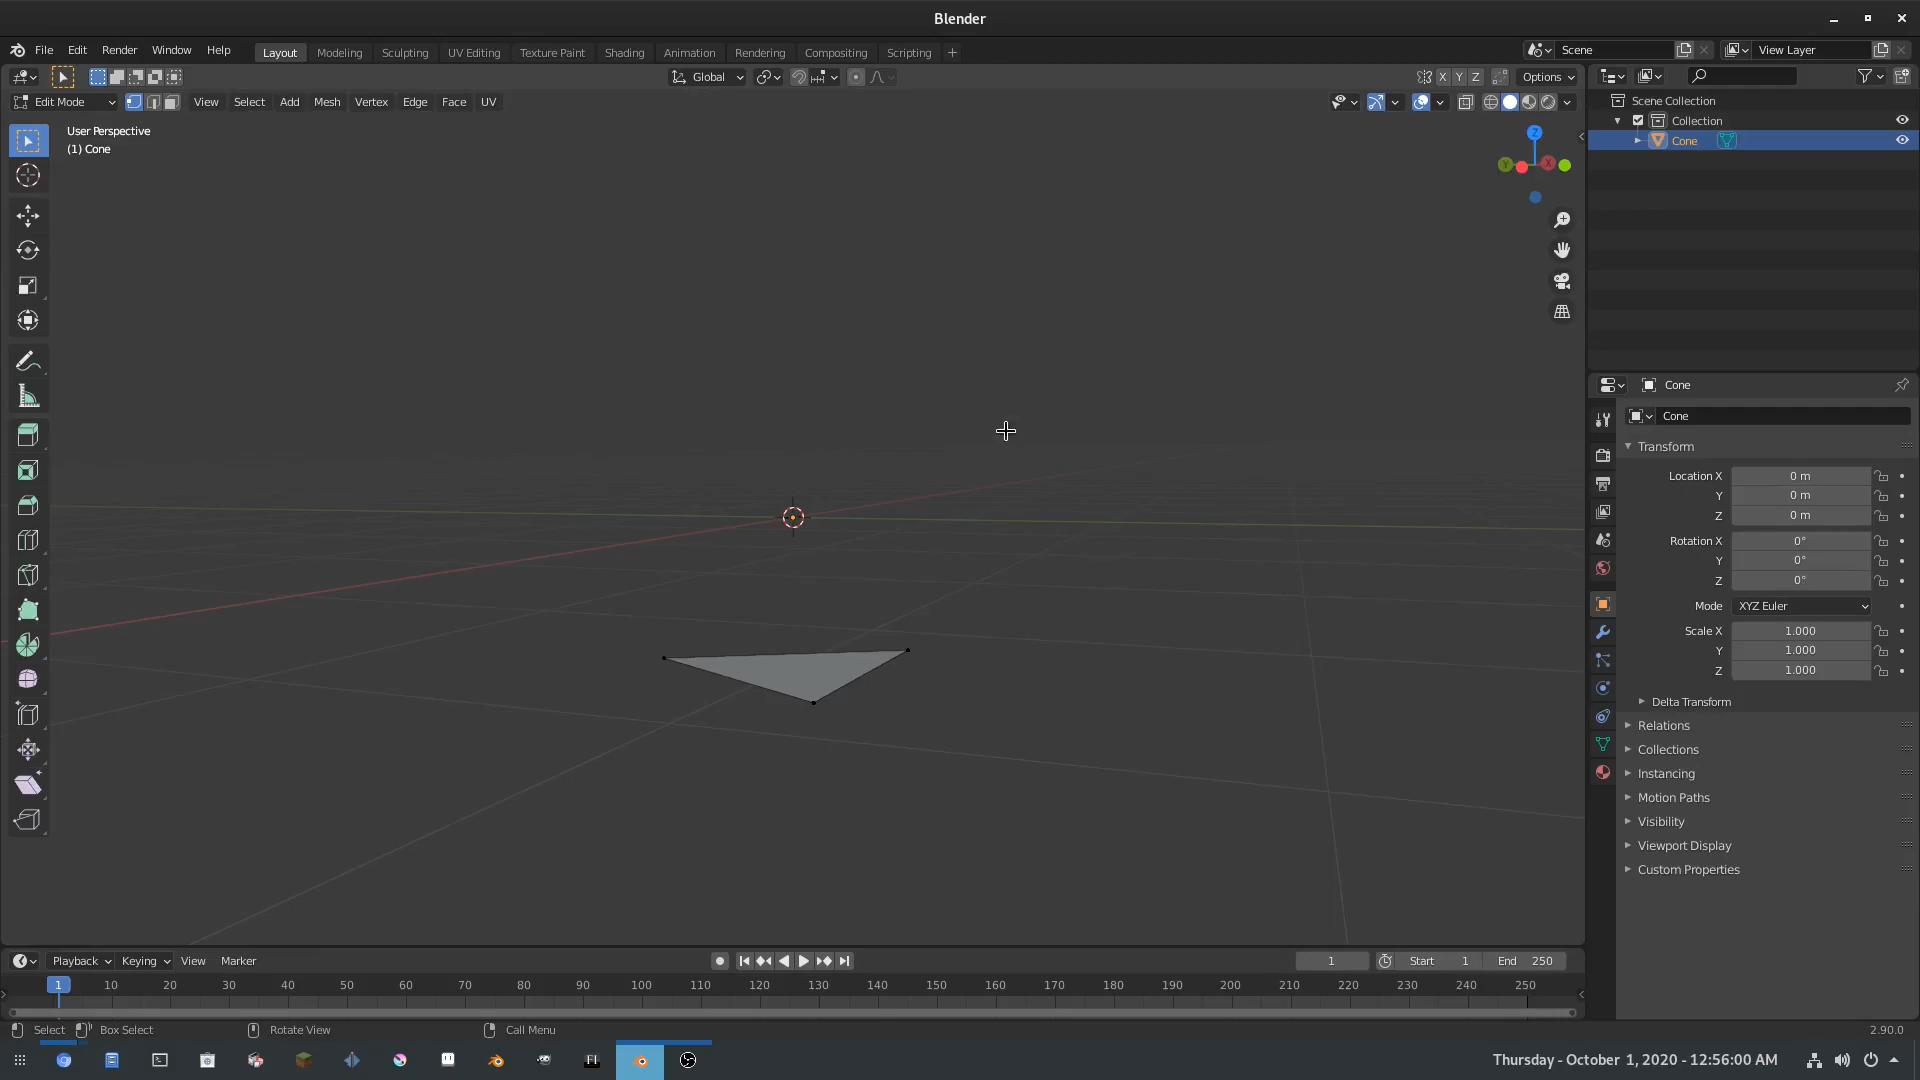 Blender
File Edit Render Window Help Layout Modeling Sculpting UV Editing Texture Paint Shading Animation Rendering Compositing Scripting + Scene View Layer
Global X Y Z Options
Edit Mode View Select Add Mesh Vertex Edge Face UV
User Perspective
(1) Cone
Z
Y X
Scene Collection
Collection
Cone
Cone
Cone
Transform
Location X 0 m
Y 0 m
Z 0 m
Rotation X 0°
Y 0°
Z 0°
Mode XYZ Euler
Scale X 1.000
Y 1.000
Z 1.000
Delta Transform
Relations
Collections
Instancing
Motion Paths
Visibility
Viewport Display
Custom Properties
Playback Keying View Marker 1 Start 1 End 250
1 10 20 30 40 50 60 70 80 90 100 110 120 130 140 150 160 170 180 190 200 210 220 230 240 250
Select Box Select Rotate View Call Menu 2.90.0
Thursday - October 1, 2020 - 12:56:00 AM